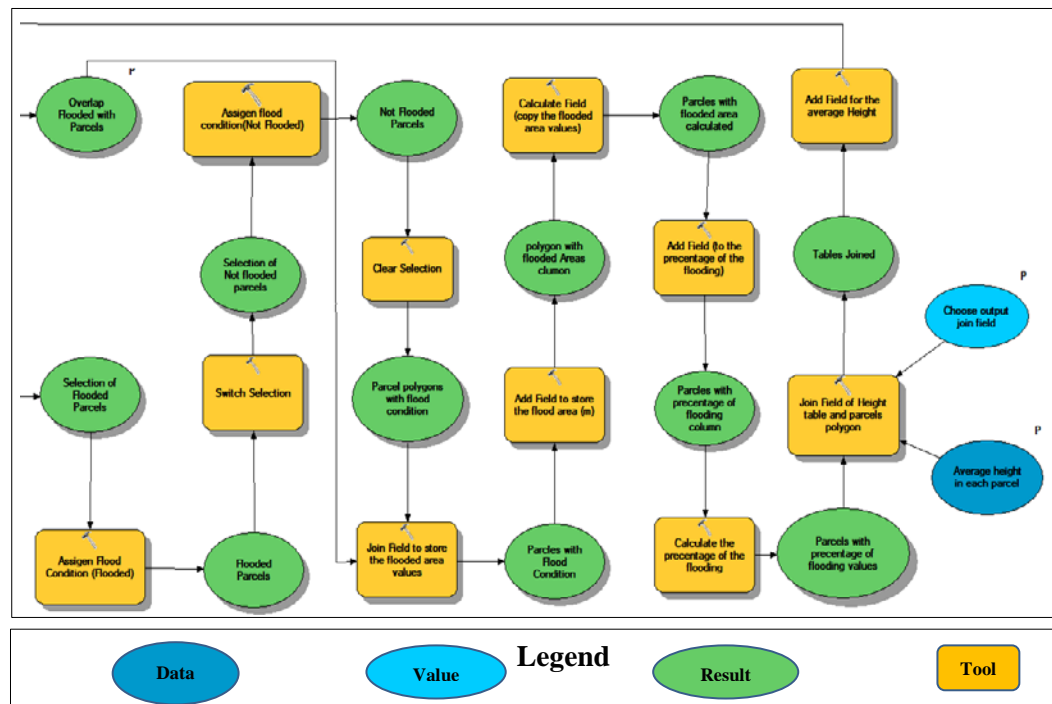 Overlap
Flooded with
Parcels
P
Assigen flood
condition(Not Flooded)
Not Flooded
Parcels
Calculate Field
(copy the flooded
area values)
Parcles with
flooded area
calculated
Add Field for the
average Height
Selection of
Not flooded
parcels
Clear Selection
polygon with
flooded Areas
clumon
Add Field (to the
precentage of the
flooding)
Tables Joined
P
Choose output
join field
Selection of
Flooded
Parcels
Switch Selection
Parcel polygons
with flood
condition
Add Field to store
the flood area (m)
Parcles with
precentage of
flooding
column
Join Field of Height
table and parcels
polygon
P
Average height
in each parcel
Assigen Flood
Condition (Flooded)
Flooded
Parcels
Join Field to store
the flooded area
values
Parcles with
Flood
Condition
Calculate the
precentage of the
flooding
Parcels with
precentage of
flooding values
Legend
Data
Value
Result
Tool